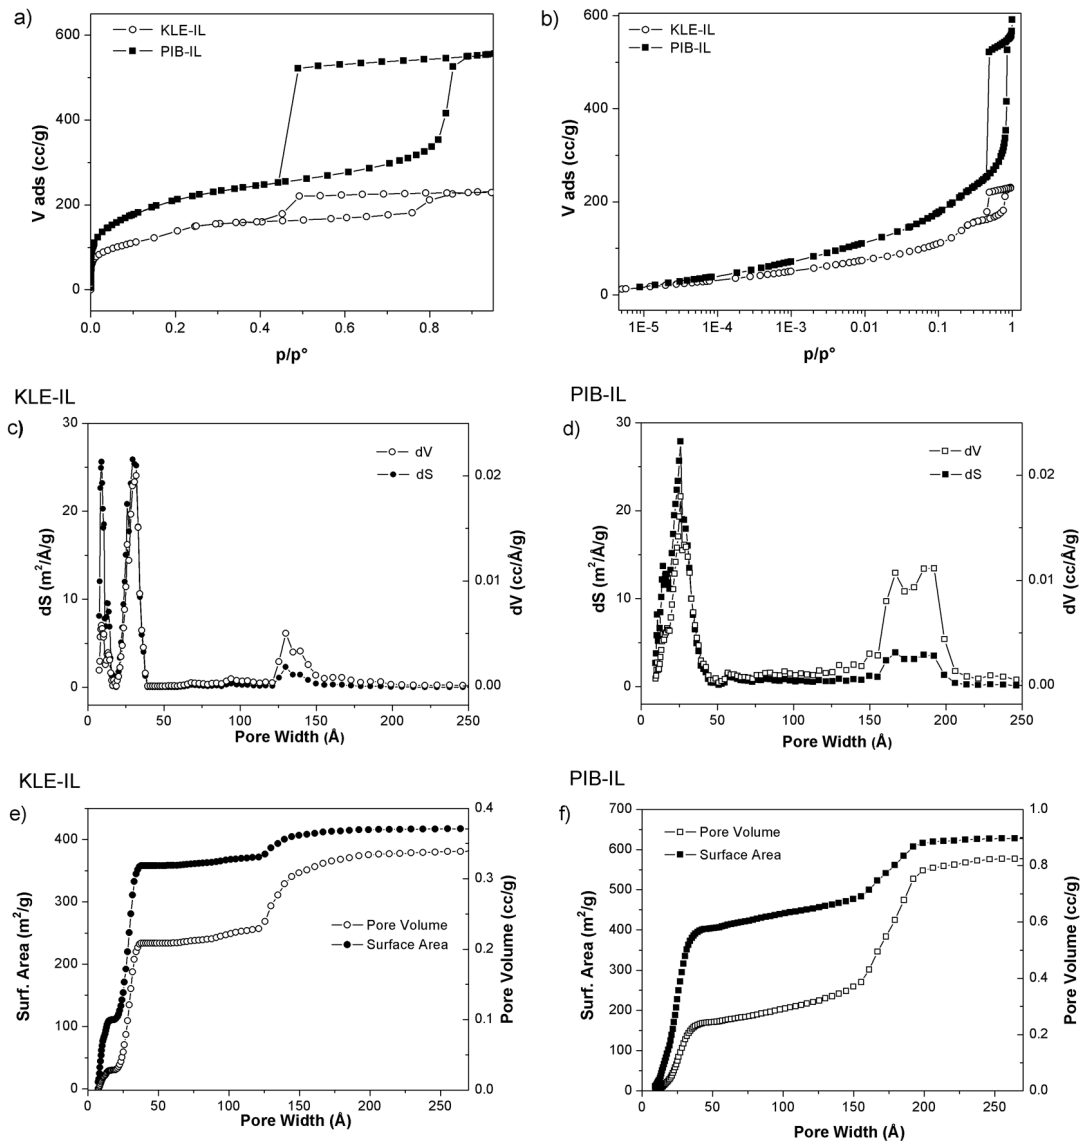 a)
KLE-IL
PIB-IL
600
400
200
0
V ads (cc/g)
0.0 0.2 0.4 0.6 0.8
p/p°
b)
KLE-IL
PIB-IL
600
400
200
0
V ads (cc/g)
1E-5 1E-4 1E-3 0.01 0.1 1
p/p°
KLE-IL
c)
dV
dS
30
20
10
0
dS (m²/Å/g)
0.02
0.01
0.00
dV (cc/Å/g)
0 50 100 150 200 250
Pore Width (Å)
PIB-IL
d)
dV
dS
30
20
10
0
dS (m²/Å/g)
0.02
0.01
0.00
dV (cc/Å/g)
0 50 100 150 200 250
Pore Width (Å)
KLE-IL
e)
Pore Volume
Surface Area
400
300
200
100
0
Surf. Area (m²/g)
0.4
0.3
0.2
0.1
0.0
Pore Volume (cc/g)
0 50 100 150 200 250
Pore Width (Å)
PIB-IL
f)
Pore Volume
Surface Area
700
600
500
400
300
200
100
0
Surf. Area (m²/g)
1.0
0.8
0.6
0.4
0.2
0.0
Pore Volume (cc/g)
0 50 100 150 200 250
Pore Width (Å)